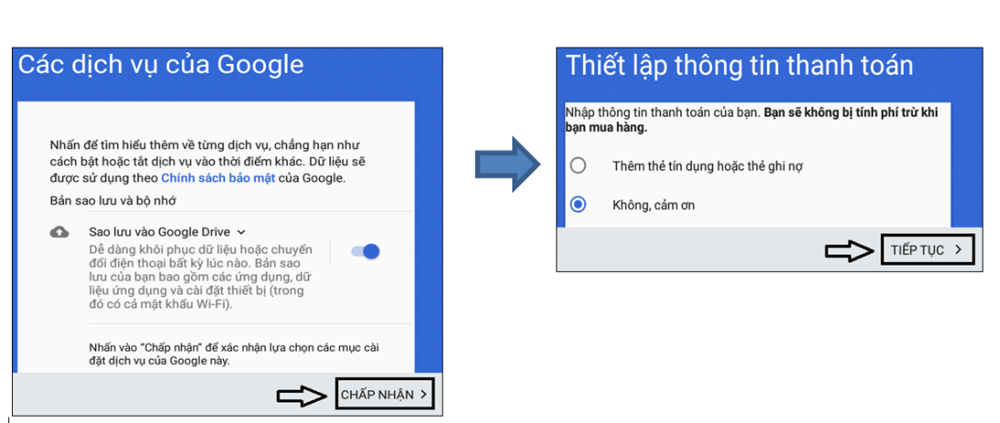 Các dịch vụ của Google
Nhấn để tìm hiểu thêm về từng dịch vụ, chẳng hạn như
cách bật hoặc tắt dịch vụ vào thời điểm khác. Dữ liệu sẽ
được sử dụng theo Chính sách bảo mật của Google.
Bản sao lưu và bộ nhớ
Sao lưu vào Google Drive
Dễ dàng khôi phục dữ liệu hoặc chuyển
đổi điện thoại bất kỳ lúc nào. Bản sao
lưu của bạn bao gồm các ứng dụng, dữ
liệu ứng dụng và cài đặt thiết bị (trong
đó có cả mật khẩu Wi-Fi).
Nhấn vào "Chấp nhận" để xác nhận lựa chọn các mục cài
đặt dịch vụ của Google này.
CHẤP NHẬN >
Thiết lập thông tin thanh toán
Nhập thông tin thanh toán của bạn. Bạn sẽ không bị tính phí trừ khi
bạn mua hàng.
Thêm thẻ tín dụng hoặc thẻ ghi nợ
Không, cảm ơn
TIẾP TỤC >